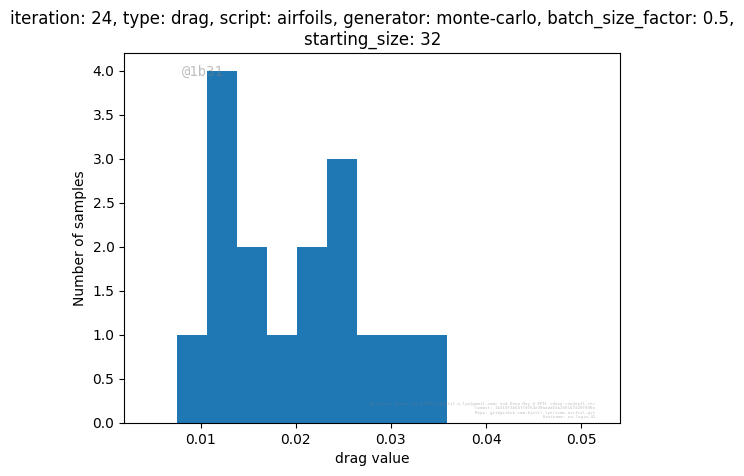 iteration: 24, type: drag, script: airfoils, generator: monte-carlo, batch_size_factor: 0.5,
starting_size: 32
@1b31
4.0
3.5
3.0
2.5
2.0
1.5
1.0
0.5
0.0
Number of samples
0.01 0.02 0.03 0.04 0.05
drag value